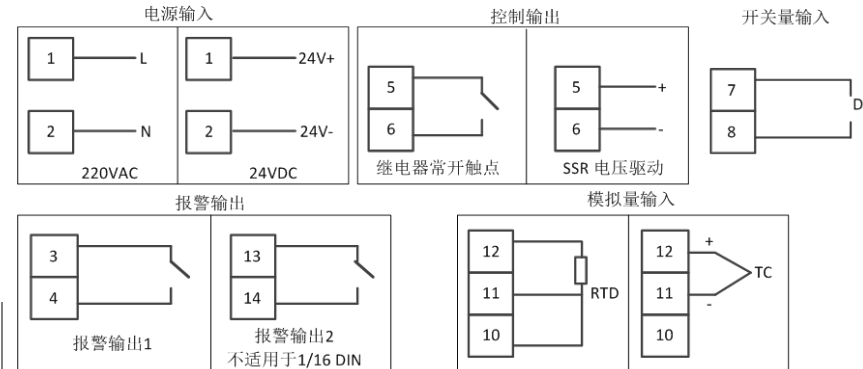 电源输入
控制输出
开关量输入
1 L
2 N
220VAC
1 24V+
2 24V-
24VDC
5
6
继电器常开触点
5 +
6 -
SSR 电压驱动
7
8
D
报警输出
模拟量输入
3
4
报警输出1
13
14
报警输出2
不适用于1/16 DIN
12
11
10
RTD
12 +
11 -
10
TC